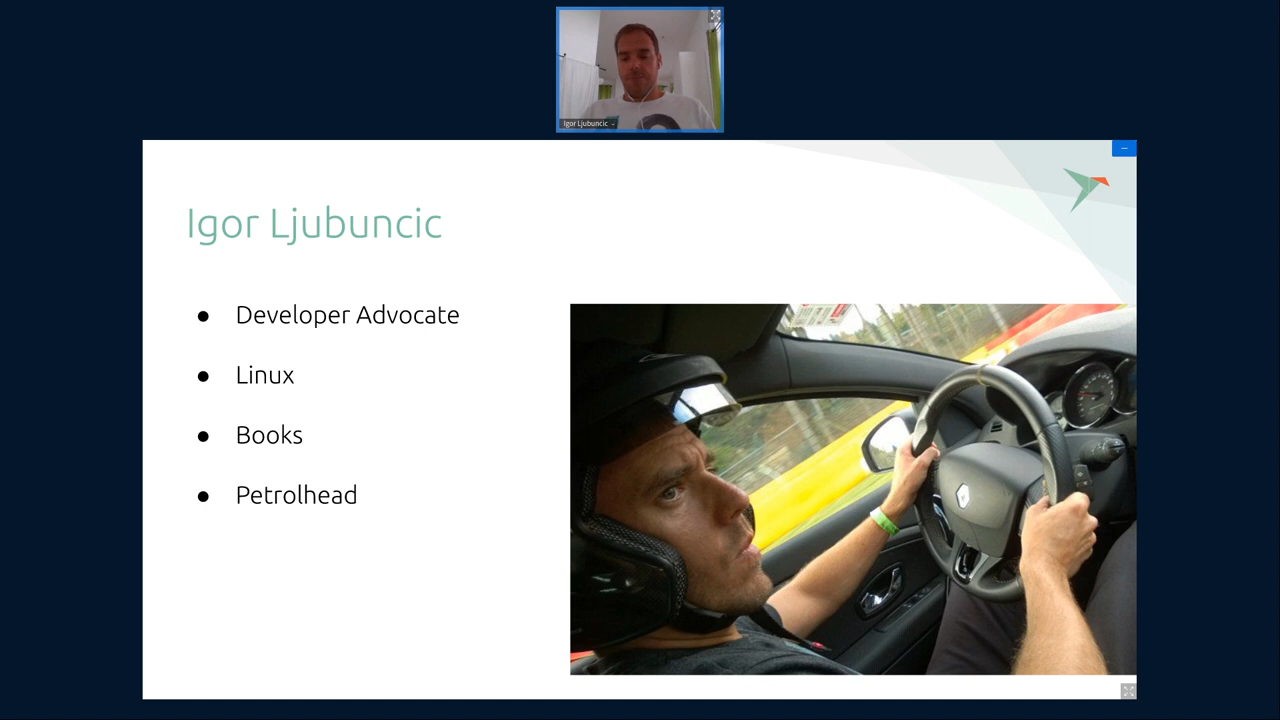 Igor Ljubuncic
Igor Ljubuncic
Developer Advocate
Linux
Books
Petrolhead